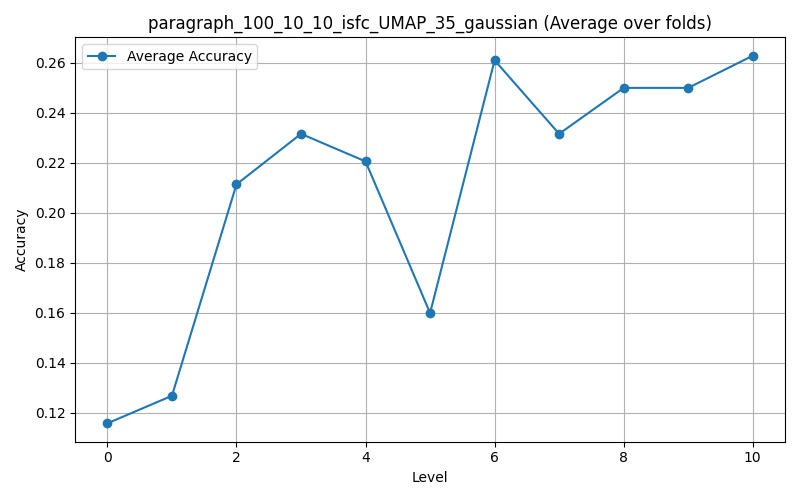 paragraph_100_10_10_isfc_UMAP_35_gaussian (Average over folds)
Average Accuracy
0.26
0.24
0.22
0.20
0.18
0.16
0.14
0.12
Accuracy
0 2 4 6 8 10
Level